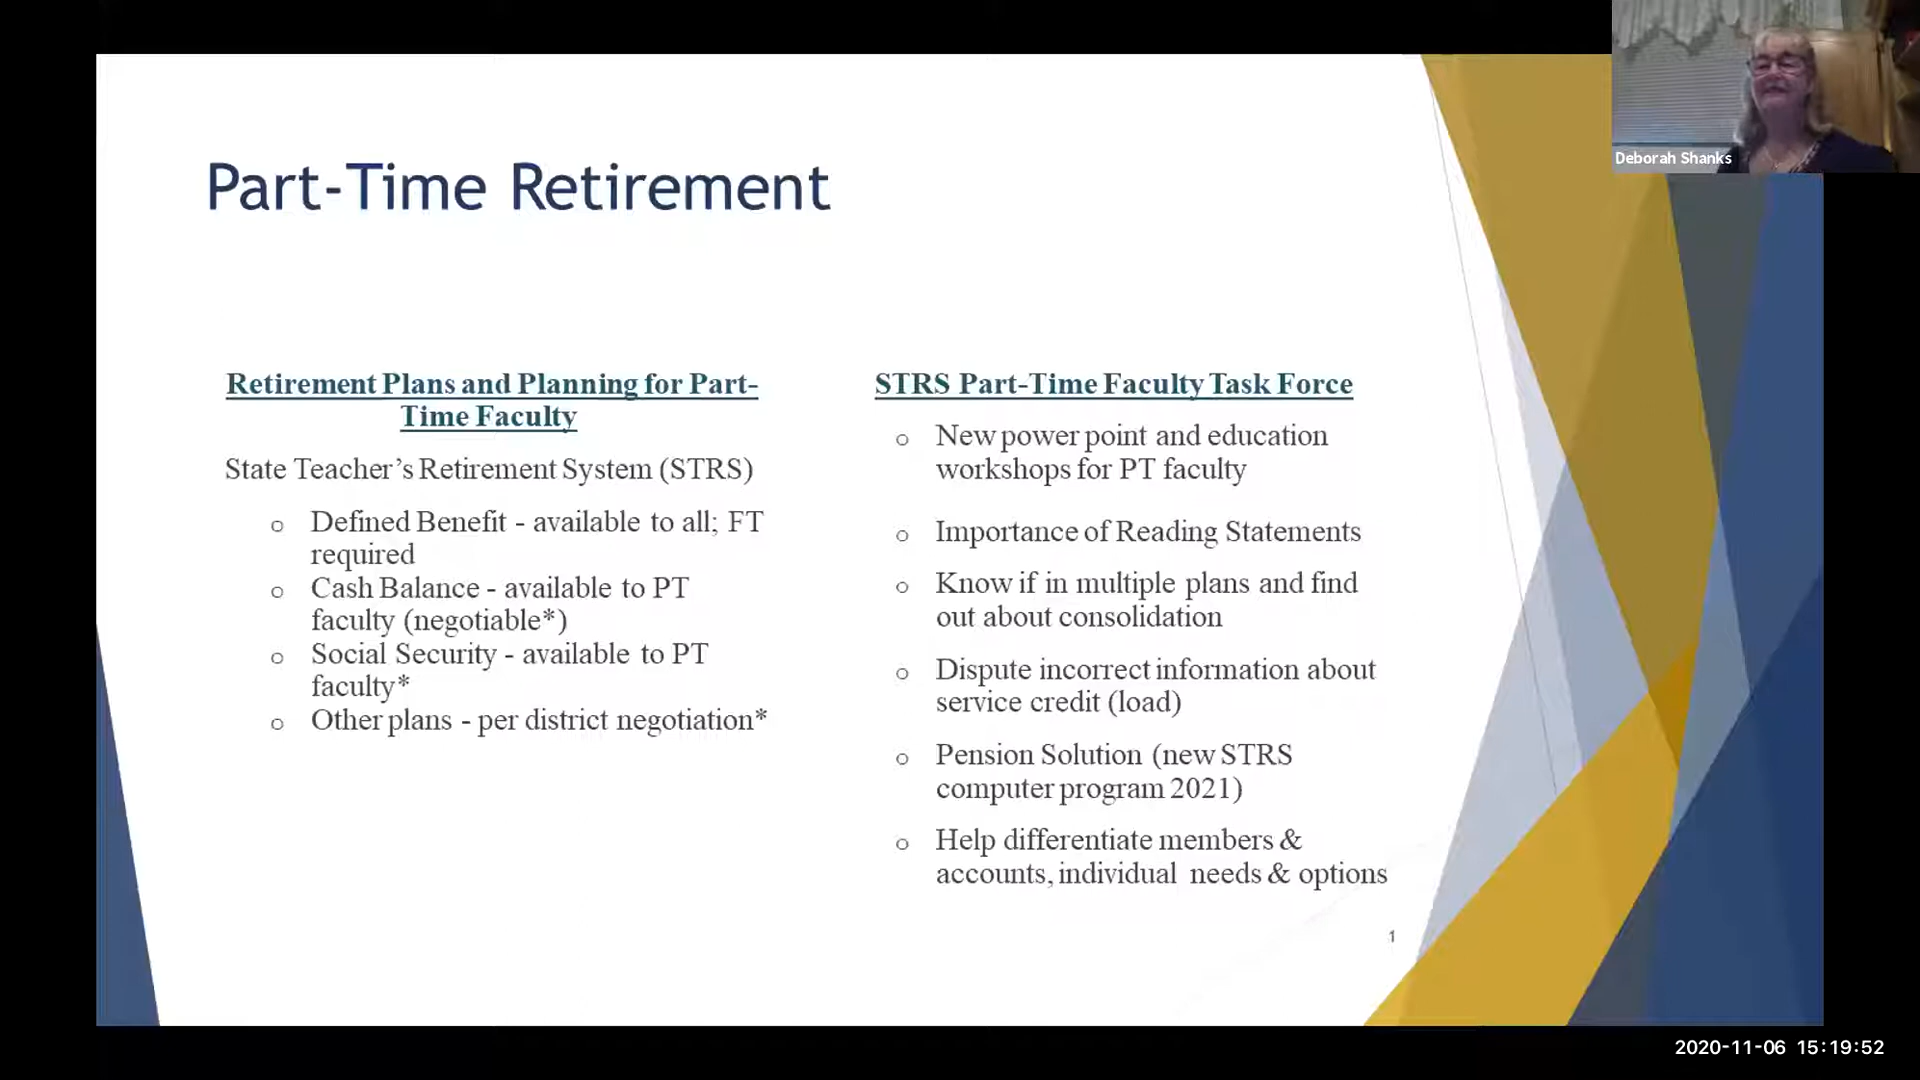 Deborah Shanks
Part-Time Retirement
Retirement Plans and Planning for Part-
Time Faculty
State Teacher’s Retirement System (STRS)
o Defined Benefit - available to all; FT
required
o Cash Balance - available to PT
faculty (negotiable*)
o Social Security - available to PT
faculty*
o Other plans - per district negotiation*
STRS Part-Time Faculty Task Force
o New power point and education
workshops for PT faculty
o Importance of Reading Statements
o Know if in multiple plans and find
out about consolidation
o Dispute incorrect information about
service credit (load)
o Pension Solution (new STRS
computer program 2021)
o Help differentiate members &
accounts, individual needs & options
1
2020-11-06 15:19:52